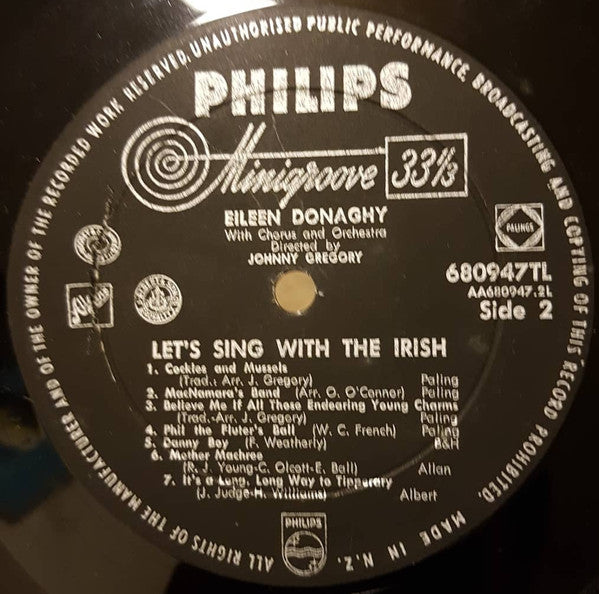 ALL RIGHTS OF THE MANUFACTURER AND OF THE OWNER OF THE RECORDED WORK RESERVED. UNAUTHORISED PUBLIC PERFORMANCE BROADCASTING AND COPYING OF THIS RECORD PROHIBITED.
PHILIPS
Minigroove 33⅓
EILEEN DONAGHY
With Chorus and Orchestra
Directed by
JOHNNY GREGORY
PALINGS
680947TL
AA680947.2L
Side 2
LET'S SING WITH THE IRISH
1. Cockles and Mussels
(Trad.: Arr. J. Gregory) Paling
2. MacNamara's Band (Arr. O. O'Connor) Paling
3. Believe Me If All Those Endearing Young Charms
(Trad.-Arr. J. Gregory) Paling
4. Phil the Fluter's Ball (W. C. French) Paling
5. Danny Boy (F. Weatherly) B&H
6. Mother Machree
(R. J. Young-C. Olcott-E. Ball) Allan
7. It's a Long, Long Way to Tipperary
(J. Judge-H. Williams) Albert
PHILIPS
MADE IN N.Z.